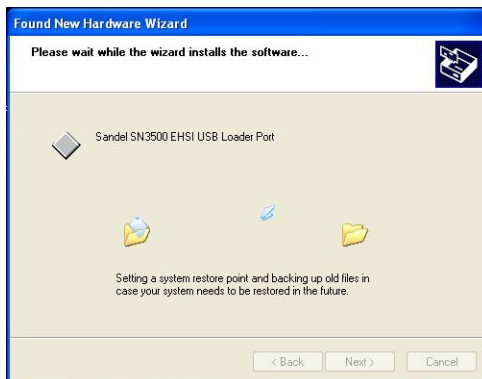 Found New Hardware Wizard
Please wait while the wizard installs the software...
Sandel SN3500 EHSI USB Loader Port
Setting a system restore point and backing up old files in
case your system needs to be restored in the future.
< Back
Next >
Cancel